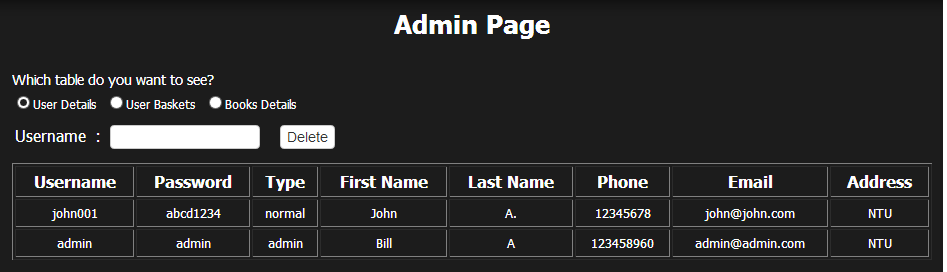 Admin Page
Which table do you want to see?
User Details User Baskets Books Details
Username : Delete
Username Password Type First Name Last Name Phone Email Address
john001 abcd1234 normal John A. 12345678 john@john.com NTU
admin admin admin Bill A 123458960 admin@admin.com NTU